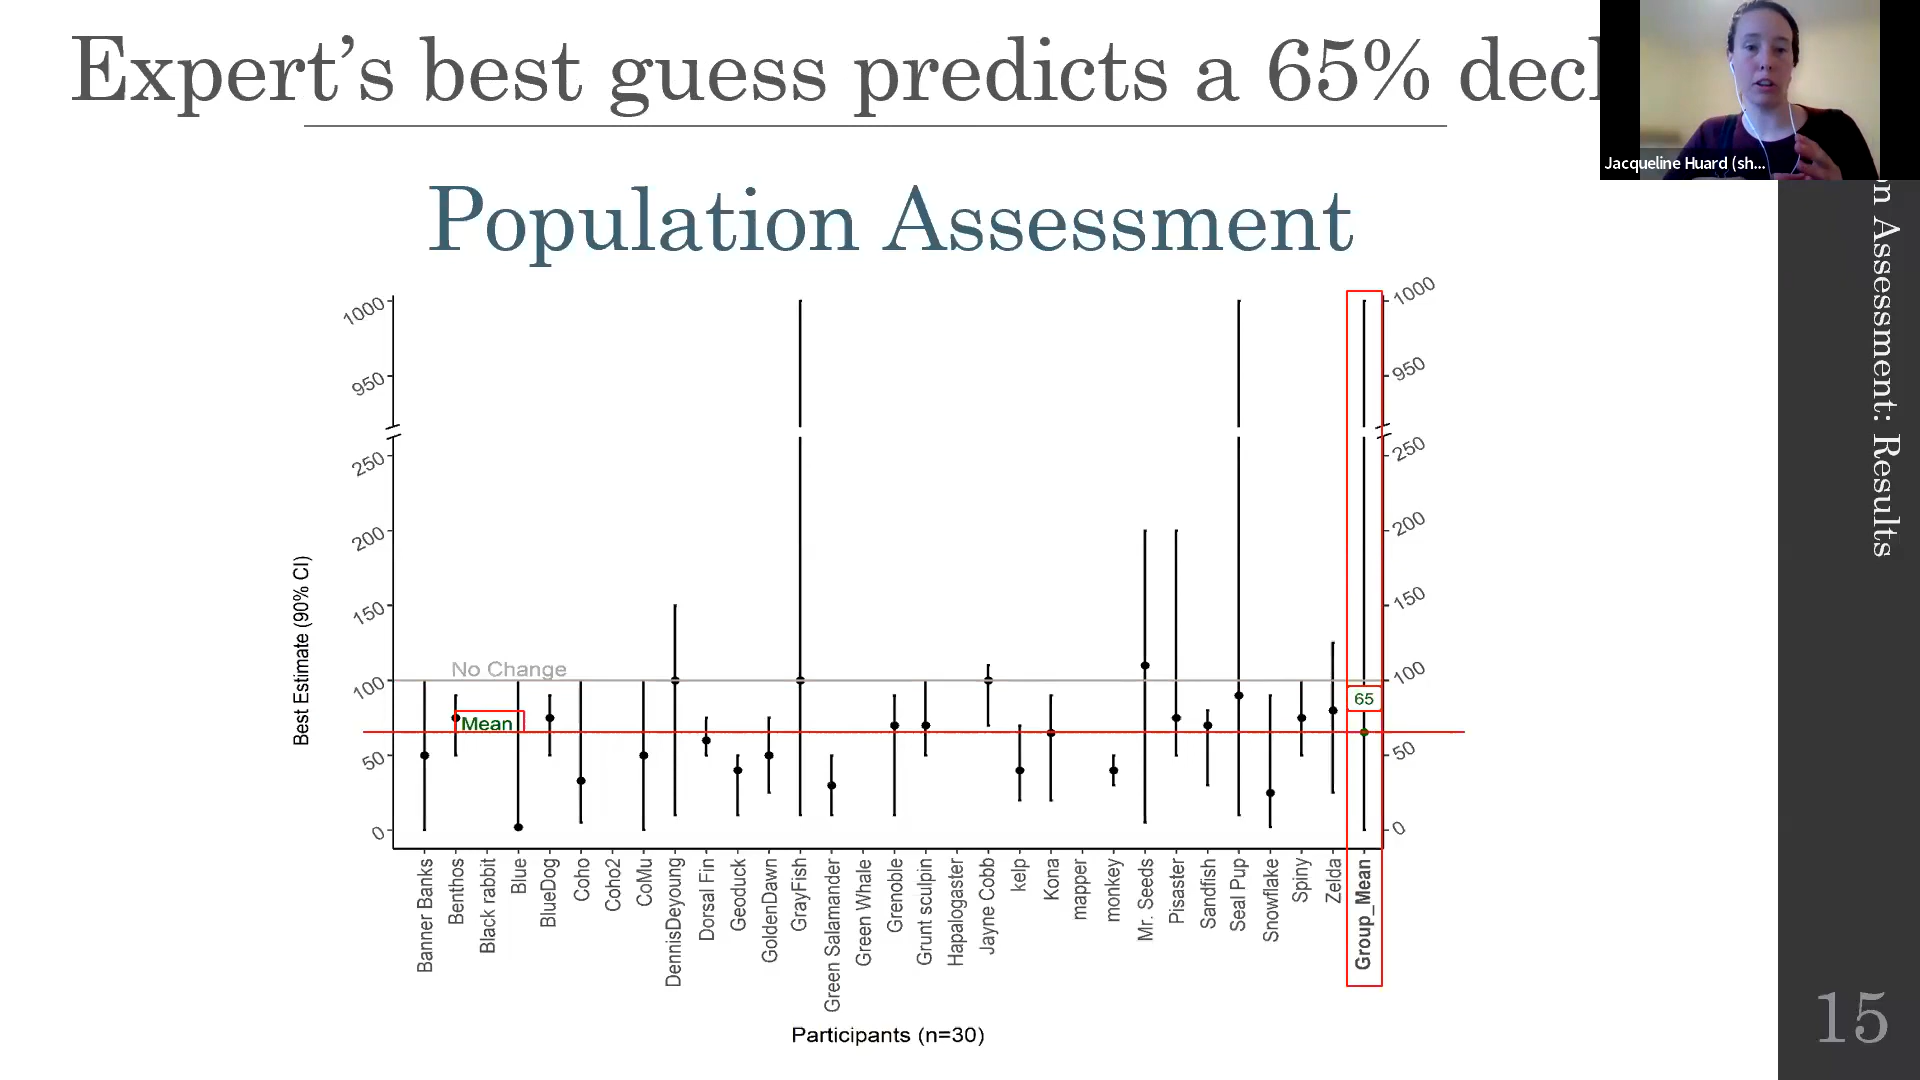 Expert’s best guess predicts a 65% decl
Jacqueline Huard (sh...
Population Assessment
on Assessment: Results
Best Estimate (90% CI)
1000
950
250
200
150
100
50
0
No Change
Mean
65
1000
950
250
200
150
100
50
0
Banner Banks
Benthos
Black rabbit
Blue
BlueDog
Coho
Coho2
CoMu
DennisDeyoung
Dorsal Fin
Geoduck
GoldenDawn
GrayFish
Green Salamander
Green Whale
Grenoble
Grunt sculpin
Hapalogaster
Jayne Cobb
kelp
Kona
mapper
monkey
Mr. Seeds
Pisaster
Sandfish
Seal Pup
Snowflake
Spiny
Zelda
Group_Mean
Participants (n=30)
15